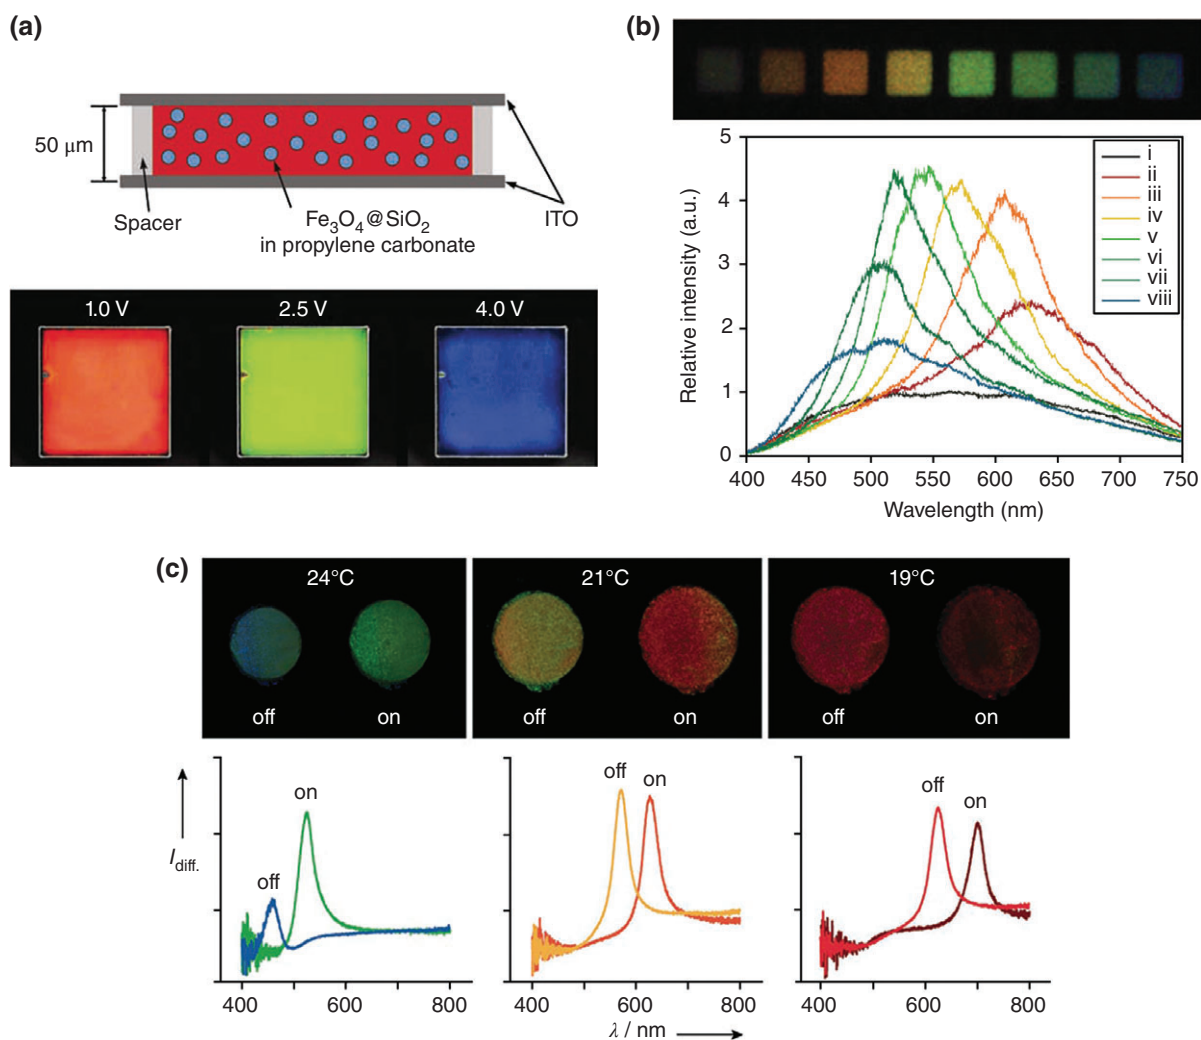 (a)
50 μm
Spacer
Fe3O4@SiO2
in propylene carbonate
ITO
1.0 V
2.5 V
4.0 V
(b)
Relative intensity (a.u.)
5
4
3
2
1
0
i
ii
iii
iv
v
vi
vii
viii
400 450 500 550 600 650 700 750
Wavelength (nm)
(c)
24°C
off
on
21°C
off
on
19°C
off
on
Idiff.
off
on
400 600 800
off
on
400 600 800
off
on
400 600 800
λ / nm